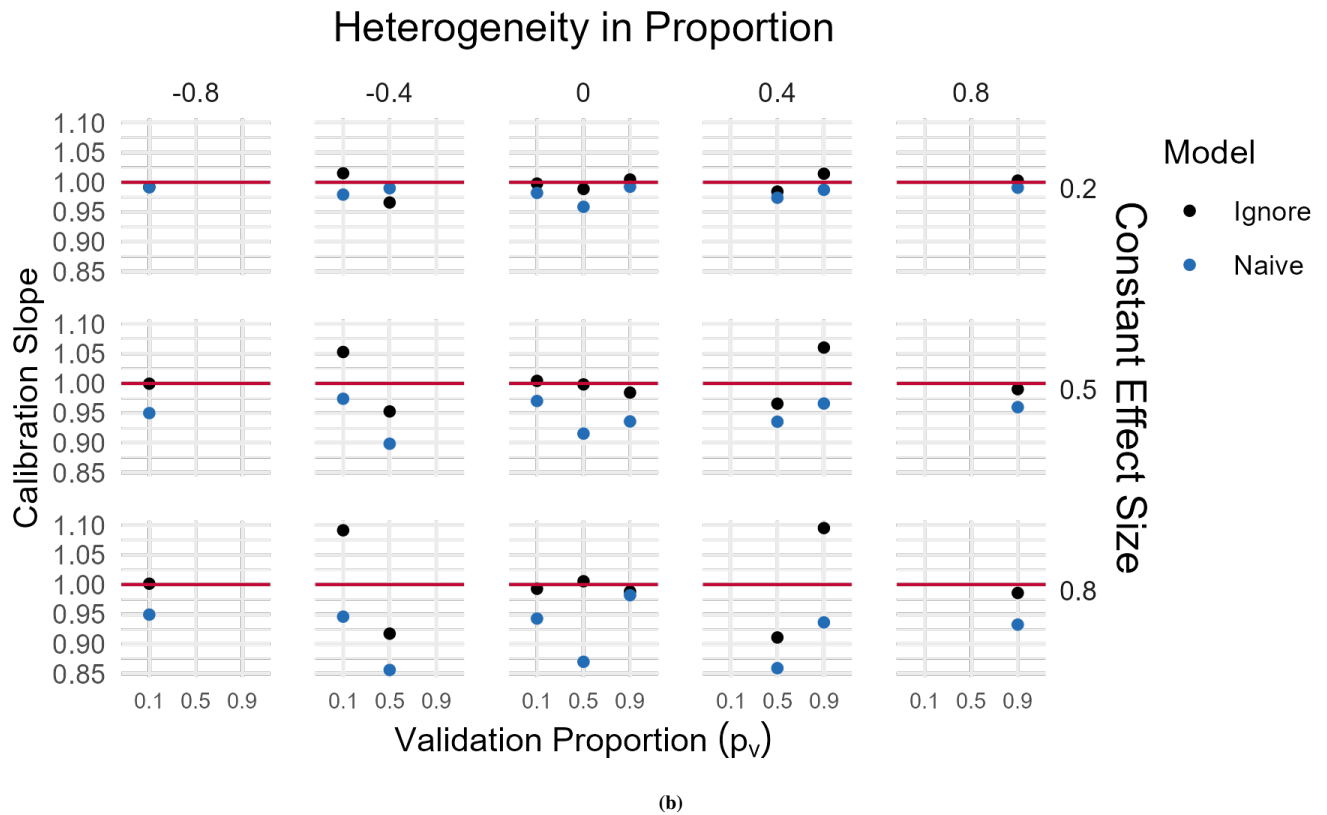 Heterogeneity in Proportion
-0.8 -0.4 0 0.4 0.8
Model
Ignore
Naive
Calibration Slope
1.10
1.05
1.00
0.95
0.90
0.85
0.2
1.10
1.05
1.00
0.95
0.90
0.85
0.5
1.10
1.05
1.00
0.95
0.90
0.85
0.8
Constant Effect Size
0.1 0.5 0.9 0.1 0.5 0.9 0.1 0.5 0.9 0.1 0.5 0.9 0.1 0.5 0.9
Validation Proportion (pv)
(b)